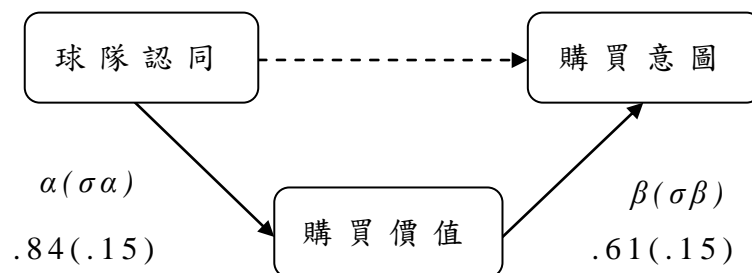 球隊認同
購買意圖
α(σα)
.84(.15)
購買價值
β(σβ)
.61(.15)